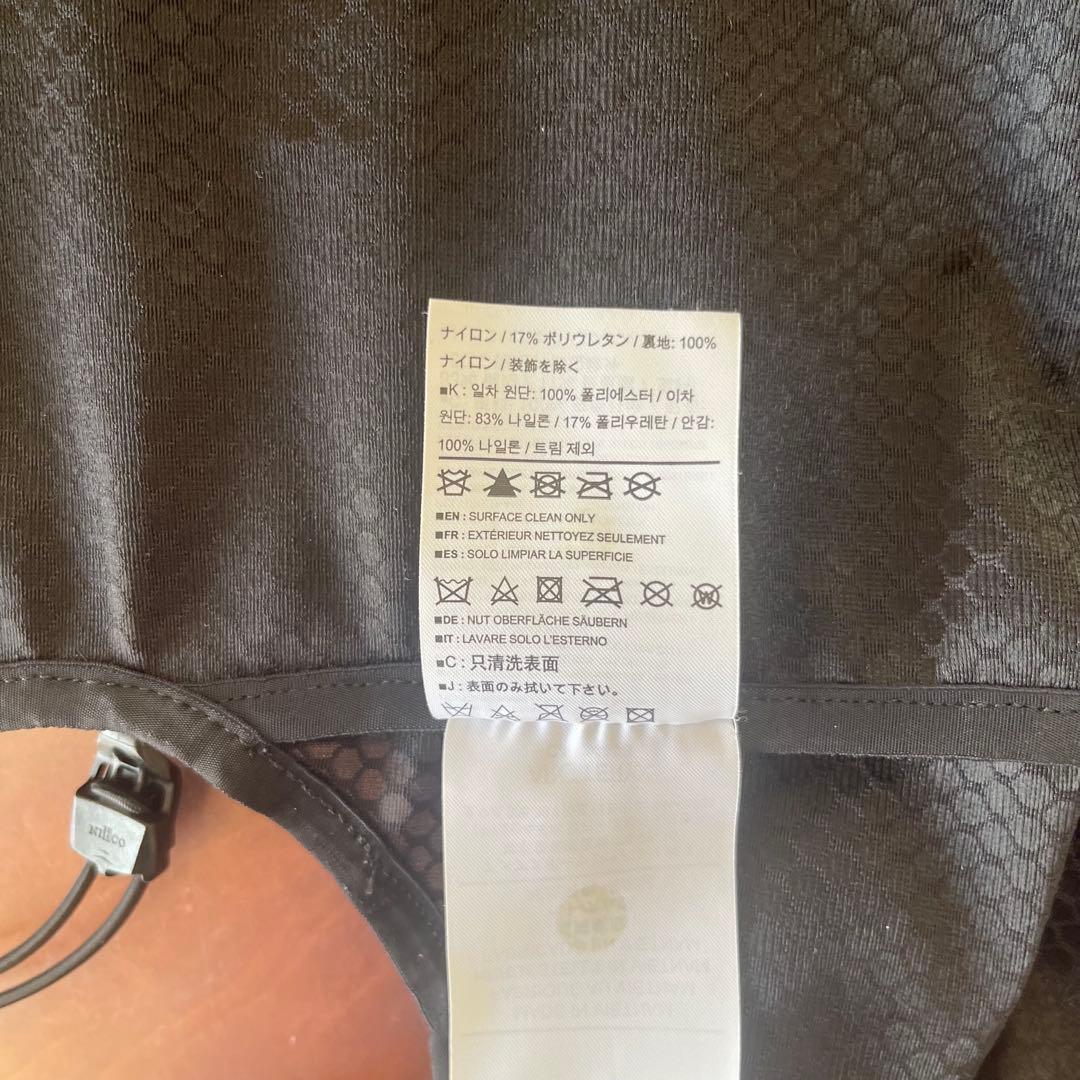 ナイロン / 17% ポリウレタン / 裏地: 100%
ナイロン / 装飾を除く
■K : 일차 원단: 100% 폴리에스터 / 이차
원단: 83% 나일론 / 17% 폴리우레탄 / 안감:
100% 나일론 / 트림 제외
■EN : SURFACE CLEAN ONLY
■FR : EXTÉRIEUR NETTOYEZ SEULEMENT
■ES : SOLO LIMPIAR LA SUPERFICIE
W
■DE : NUT OBERFLÄCHE SÄUBERN
■IT : LAVARE SOLO L'ESTERNO
■C : 只清洗表面
■J : 表面のみ拭いて下さい。
nifco